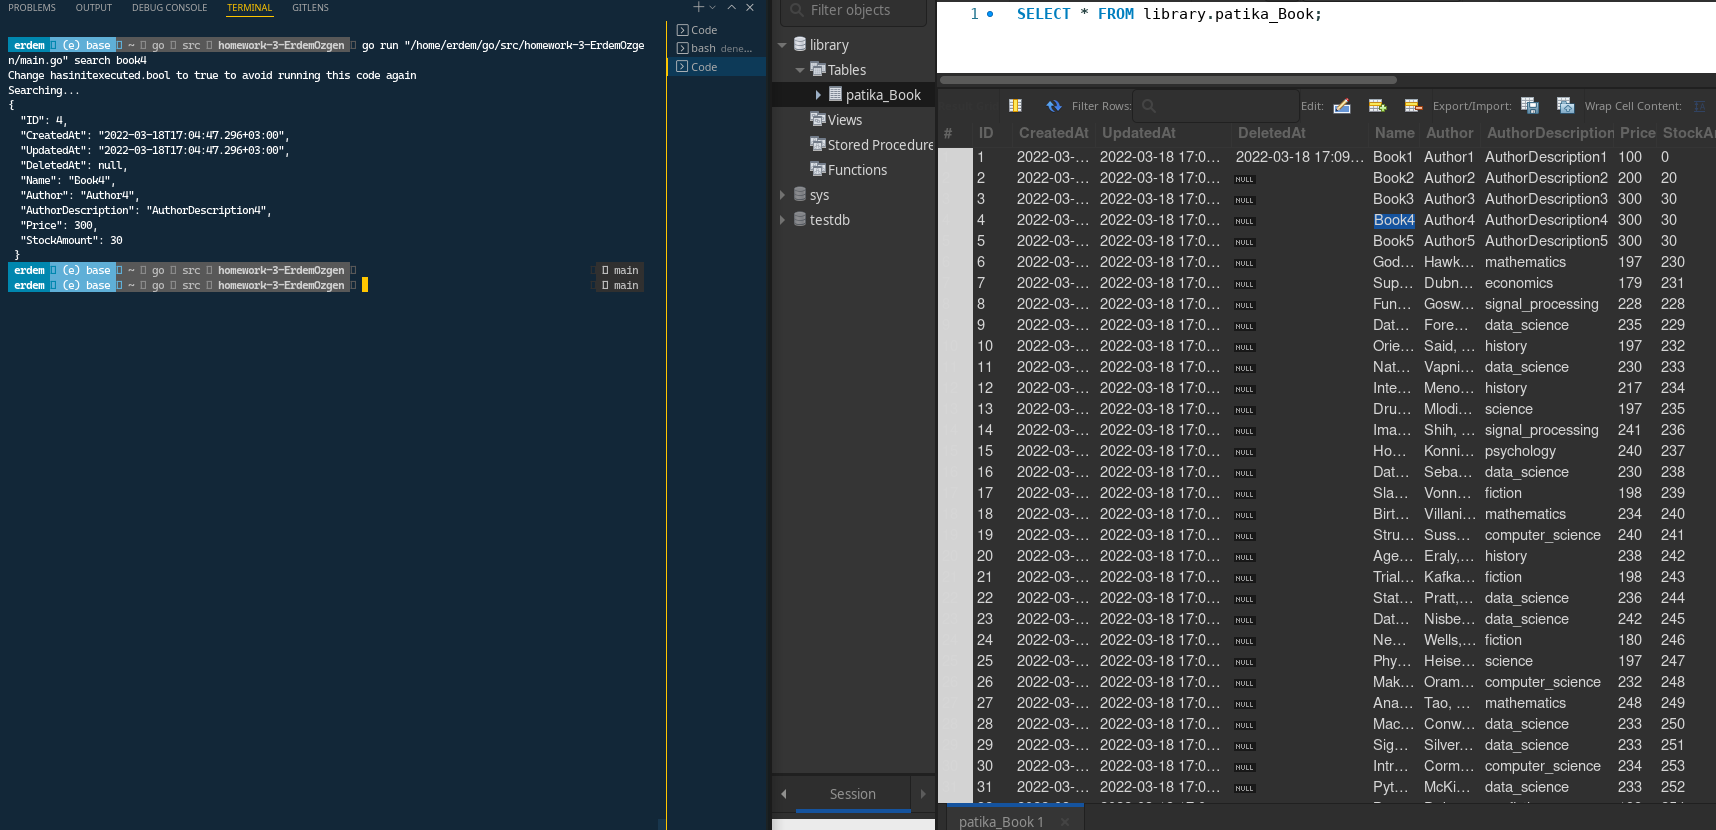 PROBLEMS OUTPUT DEBUG CONSOLE TERMINAL GITLENS
erdem (e) base ~ go src homework-3-ErdemOzgen go run "/home/erdem/go/src/homework-3-ErdemOzge
n/main.go" search book4
Change hasinitexecuted.bool to true to avoid running this code again
Searching...
{
"ID": 4,
"CreatedAt": "2022-03-18T17:04:47.296+03:00",
"UpdatedAt": "2022-03-18T17:04:47.296+03:00",
"DeletedAt": null,
"Name": "Book4",
"Author": "Author4",
"AuthorDescription": "AuthorDescription4",
"Price": 300,
"StockAmount": 30
}
erdem (e) base ~ go src homework-3-ErdemOzgen main
erdem (e) base ~ go src homework-3-ErdemOzgen main
Code
bash dene...
Code
Filter objects
library
Tables
patika_Book
Views
Stored Procedure
Functions
sys
testdb
Session
1 SELECT * FROM library.patika_Book;
Filter Rows: Edit: Export/Import: Wrap Cell Content:
# ID CreatedAt UpdatedAt DeletedAt Name Author AuthorDescription Price StockAr
1 2022-03-... 2022-03-18 17:0... 2022-03-18 17:09... Book1 Author1 AuthorDescription1 100 0
2 2022-03-... 2022-03-18 17:0... NULL Book2 Author2 AuthorDescription2 200 20
3 2022-03-... 2022-03-18 17:0... NULL Book3 Author3 AuthorDescription3 300 30
4 2022-03-... 2022-03-18 17:0... NULL Book4 Author4 AuthorDescription4 300 30
5 2022-03-... 2022-03-18 17:0... NULL Book5 Author5 AuthorDescription5 300 30
6 2022-03-... 2022-03-18 17:0... NULL God... Hawk... mathematics 197 230
7 2022-03-... 2022-03-18 17:0... NULL Sup... Dubn... economics 179 231
8 2022-03-... 2022-03-18 17:0... NULL Fun... Gosw... signal_processing 228 228
9 2022-03-... 2022-03-18 17:0... NULL Dat... Fore... data_science 235 229
10 2022-03-... 2022-03-18 17:0... NULL Orie... Said, ... history 197 232
11 2022-03-... 2022-03-18 17:0... NULL Nat... Vapni... data_science 230 233
12 2022-03-... 2022-03-18 17:0... NULL Inte... Meno... history 217 234
13 2022-03-... 2022-03-18 17:0... NULL Dru... Mlodi... science 197 235
14 2022-03-... 2022-03-18 17:0... NULL Ima... Shih, ... signal_processing 241 236
15 2022-03-... 2022-03-18 17:0... NULL Ho... Konni... psychology 240 237
16 2022-03-... 2022-03-18 17:0... NULL Dat... Seba... data_science 230 238
17 2022-03-... 2022-03-18 17:0... NULL Sla... Vonn... fiction 198 239
18 2022-03-... 2022-03-18 17:0... NULL Birt... Villani... mathematics 234 240
19 2022-03-... 2022-03-18 17:0... NULL Stru... Suss... computer_science 240 241
20 2022-03-... 2022-03-18 17:0... NULL Age... Eraly,... history 238 242
21 2022-03-... 2022-03-18 17:0... NULL Trial... Kafka... fiction 198 243
22 2022-03-... 2022-03-18 17:0... NULL Stat... Pratt,... data_science 236 244
23 2022-03-... 2022-03-18 17:0... NULL Dat... Nisbe... data_science 242 245
24 2022-03-... 2022-03-18 17:0... NULL Ne... Wells,... fiction 180 246
25 2022-03-... 2022-03-18 17:0... NULL Phy... Heise... science 197 247
26 2022-03-... 2022-03-18 17:0... NULL Mak... Oram... computer_science 232 248
27 2022-03-... 2022-03-18 17:0... NULL Ana... Tao, ... mathematics 248 249
28 2022-03-... 2022-03-18 17:0... NULL Mac... Conw... data_science 233 250
29 2022-03-... 2022-03-18 17:0... NULL Sig... Silver... data_science 233 251
30 2022-03-... 2022-03-18 17:0... NULL Intr... Corm... computer_science 234 253
31 2022-03-... 2022-03-18 17:0... NULL Pyt... McKi... data_science 233 252
patika_Book 1